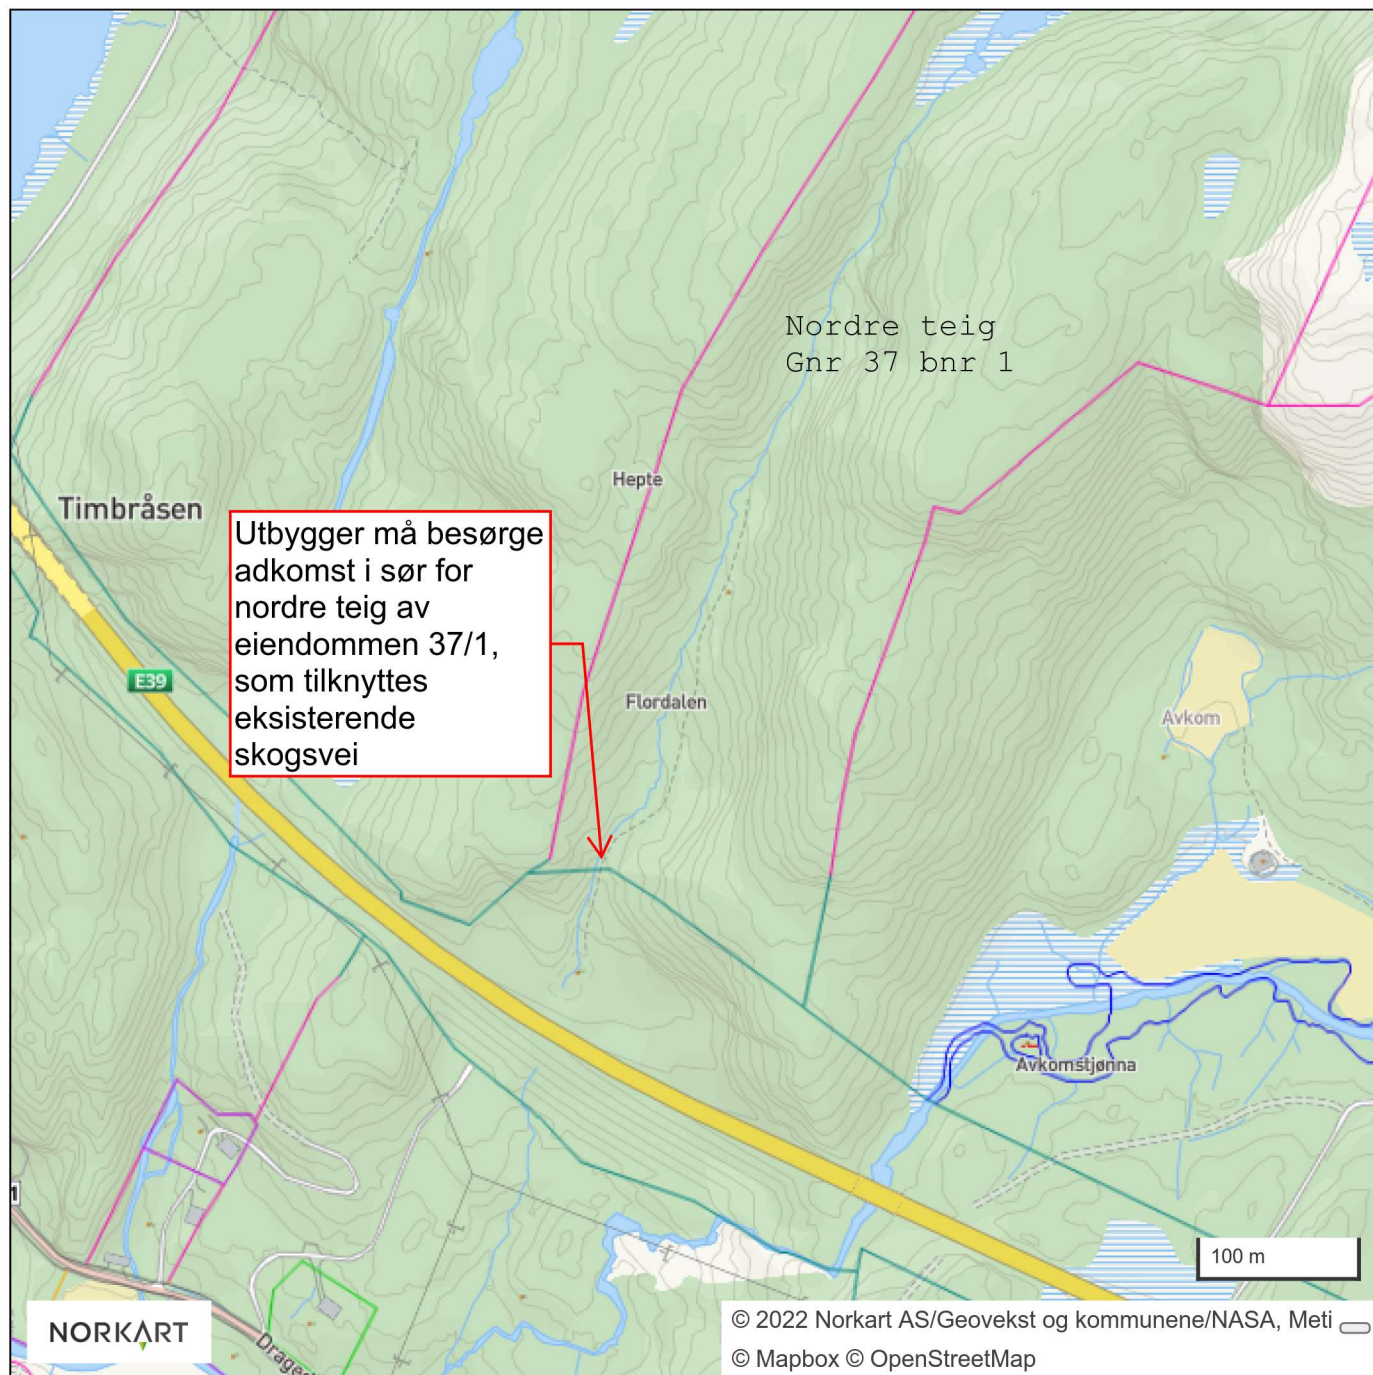 Nordre teig
Gnr 37 bnr 1
Hepte
Timbråsen
Utbygger må besørge
adkomst i sør for
nordre teig av
eiendommen 37/1,
som tilknyttes
eksisterende
skogsvei
E39
Flordalen
Avkom
Avkomstjønna
1
100 m
NORKART
© 2022 Norkart AS/Geovekst og kommunene/NASA, Meti
© Mapbox © OpenStreetMap